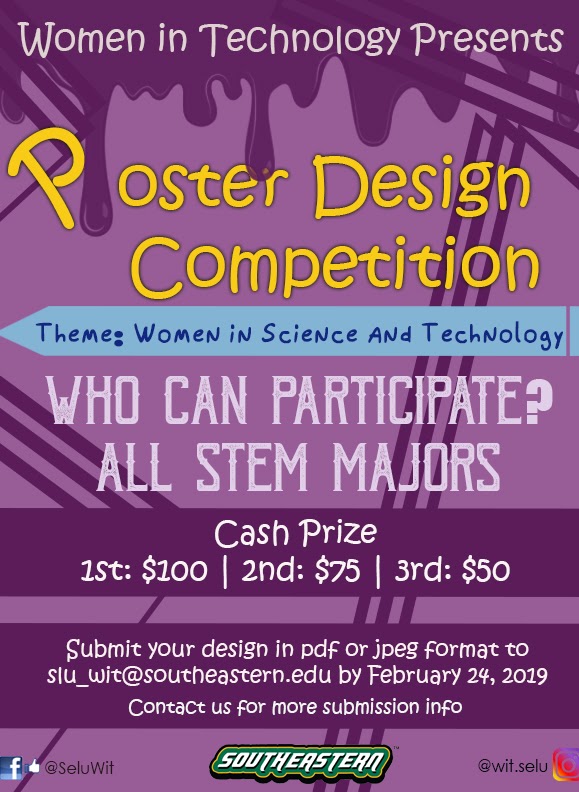 Women in Technology Presents
Poster Design
Competition
Theme: Women in Science and Technology
WHO CAN PARTICIPATE?
ALL STEM MAJORS
Cash Prize
1st: $100 | 2nd: $75 | 3rd: $50
Submit your design in pdf or jpeg format to
slu_wit@southeastern.edu by February 24, 2019
Contact us for more submission info
@SeluWit
SOUTHEASTERN™
@wit.selu